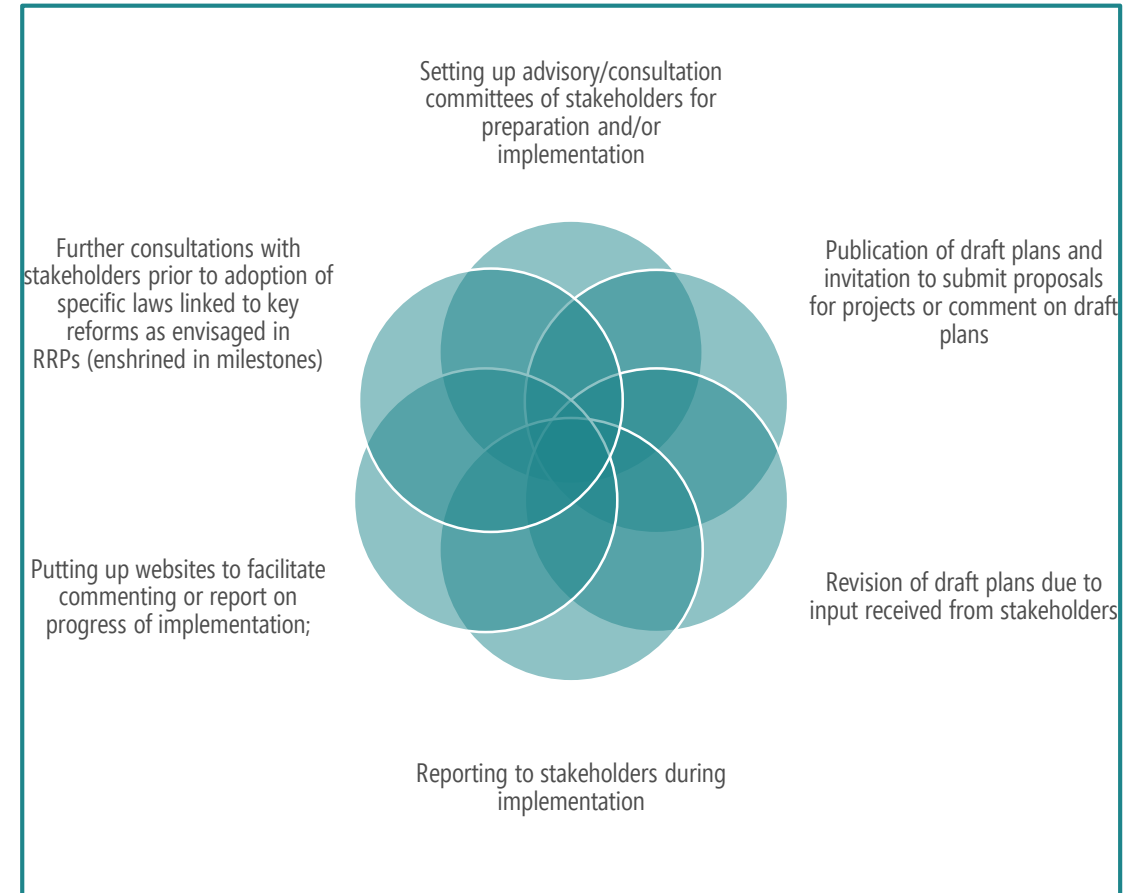 Setting up advisory/consultation
committees of stakeholders for
preparation and/or
implementation
Publication of draft plans and
invitation to submit proposals
for projects or comment on draft
plans
Revision of draft plans due to
input received from stakeholders
Reporting to stakeholders during
implementation
Putting up websites to facilitate
commenting or report on
progress of implementation;
Further consultations with
stakeholders prior to adoption of
specific laws linked to key
reforms as envisaged in
RRPs (enshrined in milestones)